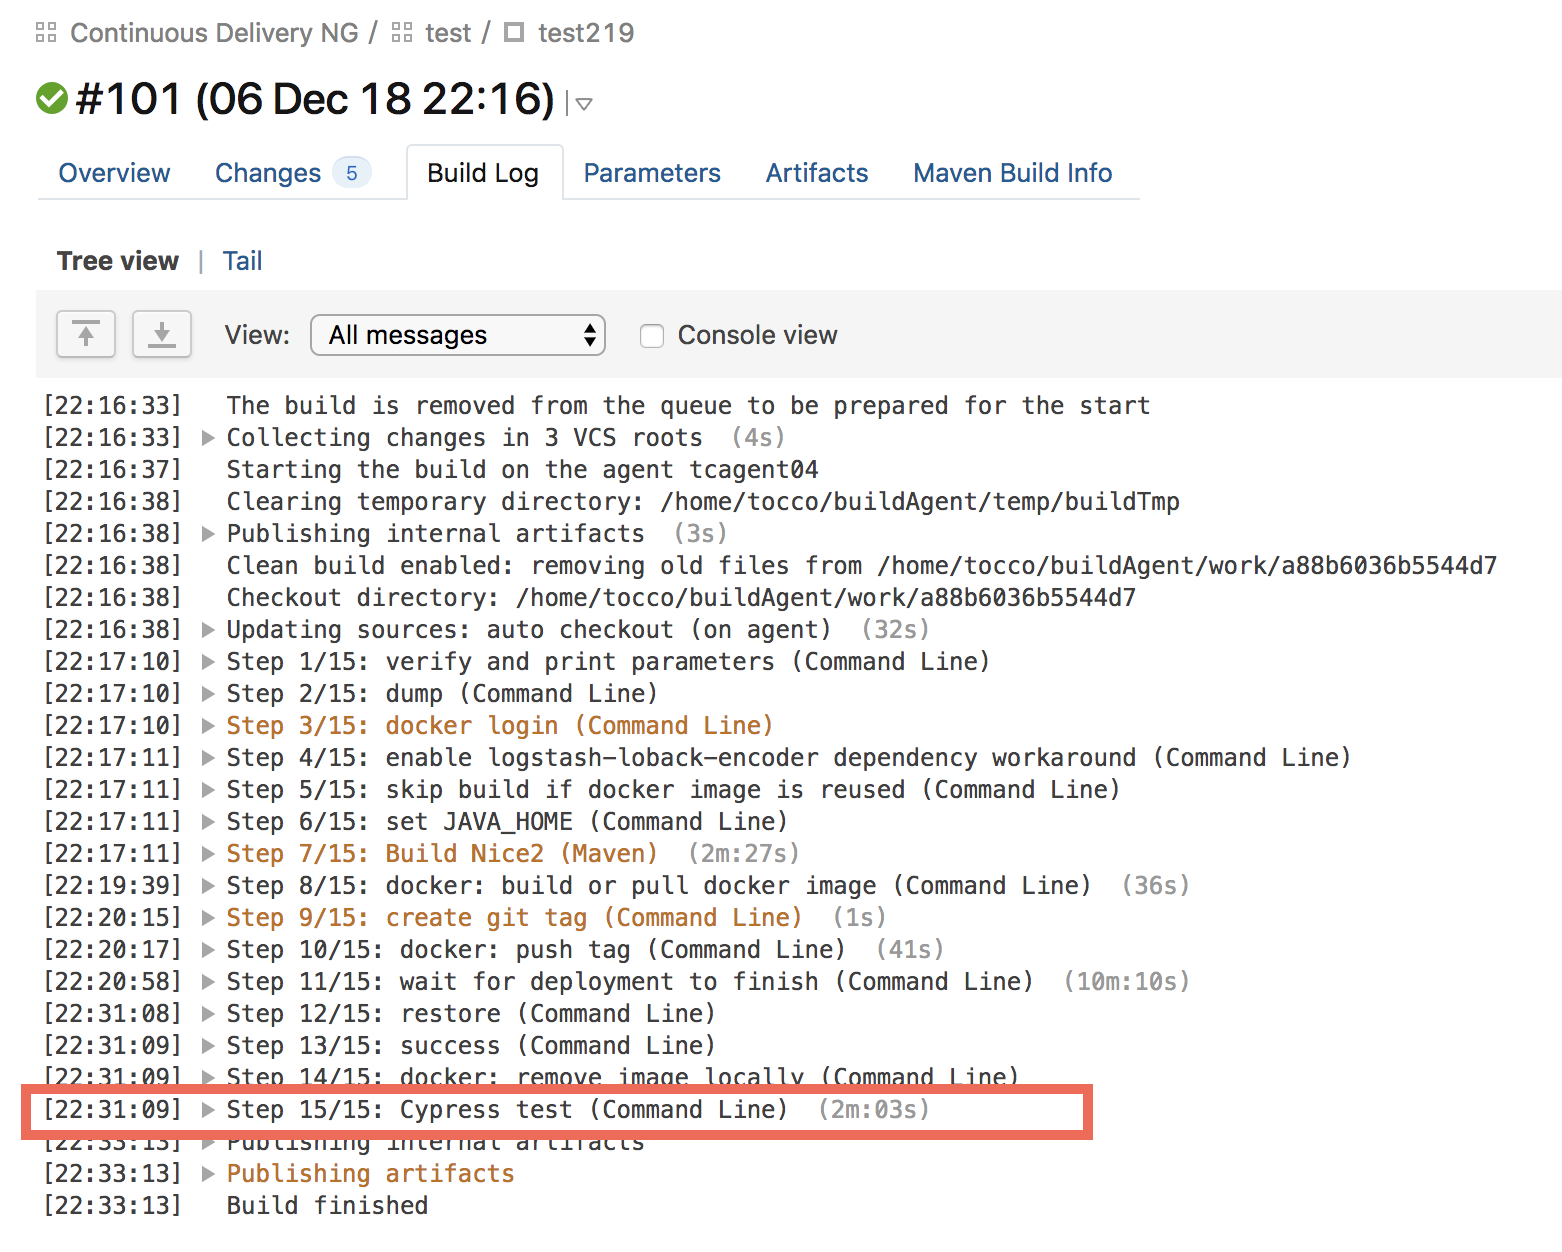 Continuous Delivery NG / test / test219
#101 (06 Dec 18 22:16)
Overview Changes 5 Build Log Parameters Artifacts Maven Build Info
Tree view | Tail
View: All messages Console view
[22:16:33] The build is removed from the queue to be prepared for the start
[22:16:33] Collecting changes in 3 VCS roots (4s)
[22:16:37] Starting the build on the agent tcagent04
[22:16:38] Clearing temporary directory: /home/tocco/buildAgent/temp/buildTmp
[22:16:38] Publishing internal artifacts (3s)
[22:16:38] Clean build enabled: removing old files from /home/tocco/buildAgent/work/a88b6036b5544d7
[22:16:38] Checkout directory: /home/tocco/buildAgent/work/a88b6036b5544d7
[22:16:38] Updating sources: auto checkout (on agent) (32s)
[22:17:10] Step 1/15: verify and print parameters (Command Line)
[22:17:10] Step 2/15: dump (Command Line)
[22:17:10] Step 3/15: docker login (Command Line)
[22:17:11] Step 4/15: enable logstash-loback-encoder dependency workaround (Command Line)
[22:17:11] Step 5/15: skip build if docker image is reused (Command Line)
[22:17:11] Step 6/15: set JAVA_HOME (Command Line)
[22:17:11] Step 7/15: Build Nice2 (Maven) (2m:27s)
[22:19:39] Step 8/15: docker: build or pull docker image (Command Line) (36s)
[22:20:15] Step 9/15: create git tag (Command Line) (1s)
[22:20:17] Step 10/15: docker: push tag (Command Line) (41s)
[22:20:58] Step 11/15: wait for deployment to finish (Command Line) (10m:10s)
[22:31:08] Step 12/15: restore (Command Line)
[22:31:09] Step 13/15: success (Command Line)
[22:31:09] Step 14/15: docker: remove image locally (Command Line)
[22:31:09] Step 15/15: Cypress test (Command Line) (2m:03s)
[22:33:13] Publishing internal artifacts
[22:33:13] Publishing artifacts
[22:33:13] Build finished